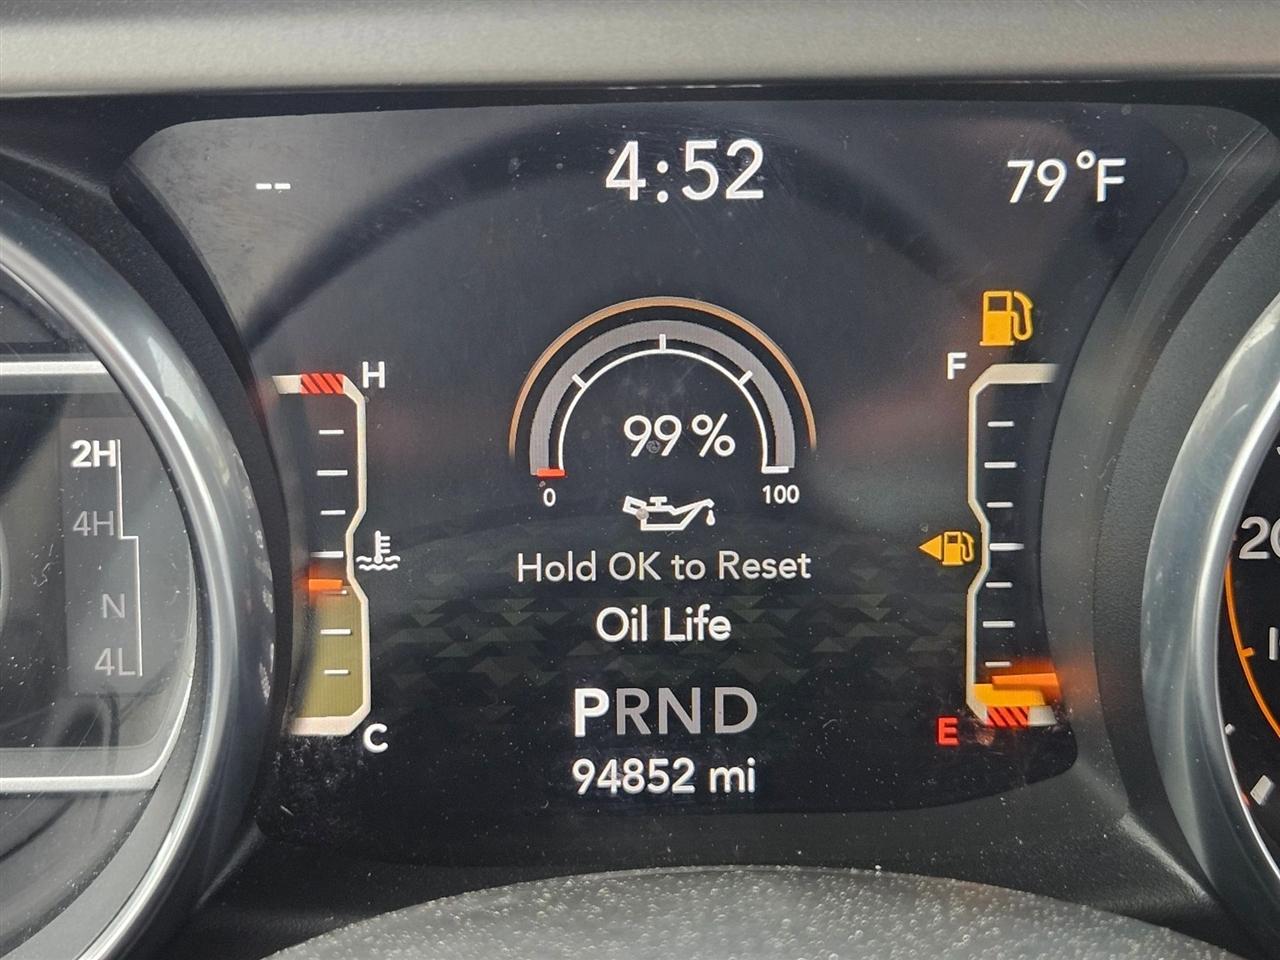 --
4:52
79°F
H
F
2H
4H
N
4L
99 %
0
100
Hold OK to Reset
Oil Life
PRND
94852 mi
C
E